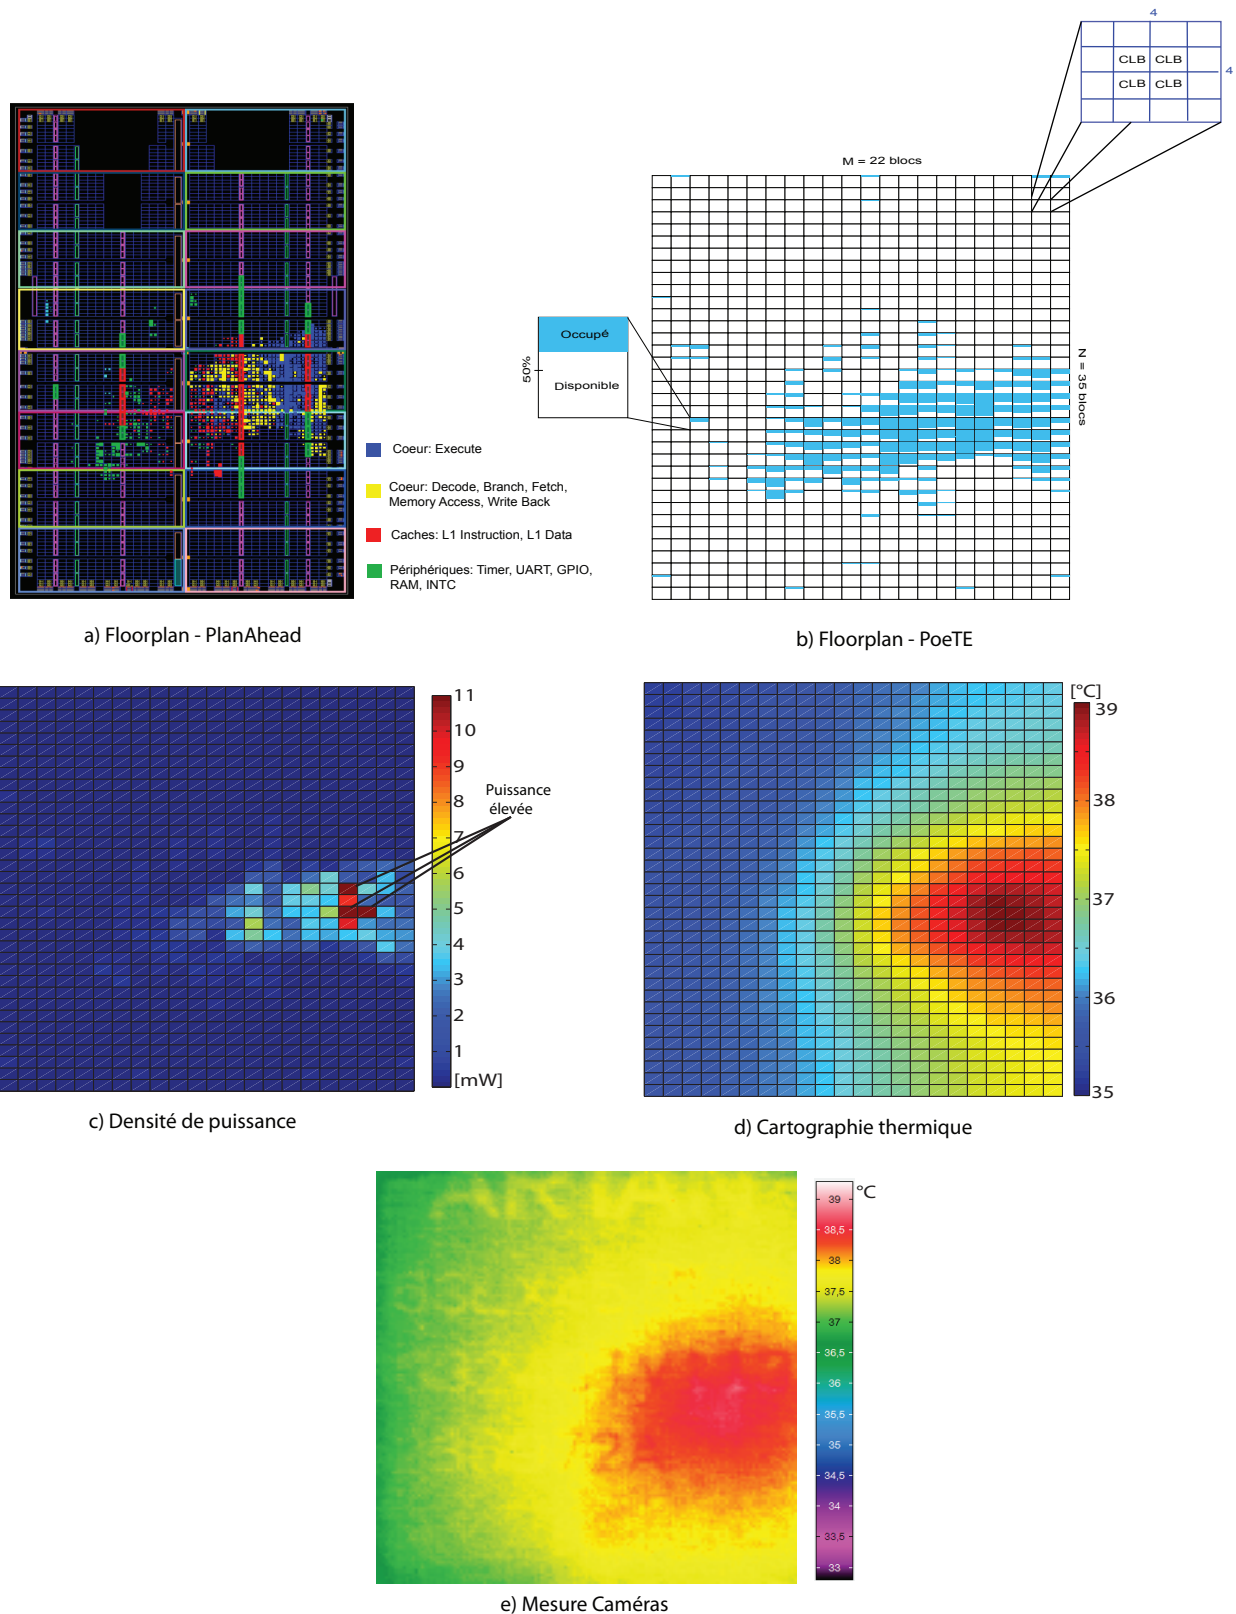 4
CLB CLB
4
CLB CLB
M = 22 blocs
Occupé
50%
Disponible
N = 35 blocs
Coeur: Execute
Coeur: Decode, Branch, Fetch,
Memory Access, Write Back
Caches: L1 Instruction, L1 Data
Périphériques: Timer, UART, GPIO,
RAM, INTC
a) Floorplan - PlanAhead
b) Floorplan - PoeTE
11
10
9
8
7
6
5
4
3
2
1
[mW]
Puissance
élevée
[°C]
39
38
37
36
35
c) Densité de puissance
d) Cartographie thermique
°C
39
38,5
38
37,5
37
36,5
36
35,5
35
34,5
34
33,5
33
e) Mesure Caméras